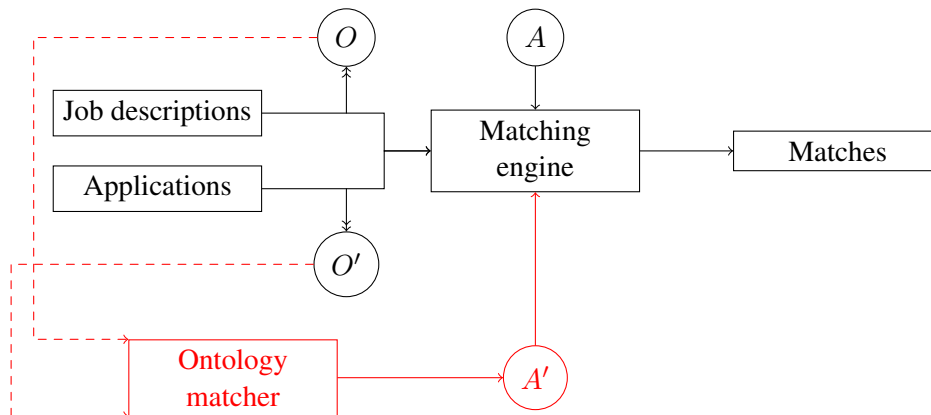 O
A
Job descriptions
Matching
engine
Matches
Applications
O′
Ontology
matcher
A′